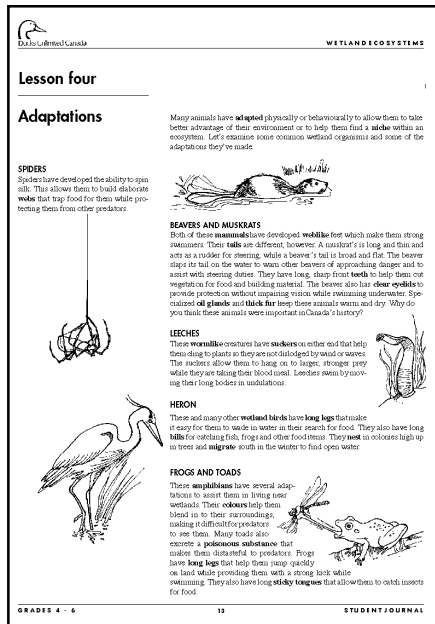 Ducks Unlimited Canada
WETLAND ECOSYSTEMS
Lesson four
Adaptations
Many animals have adapted physically or behaviourally to allow them to take
better advantage of their environment or to help them find a niche within an
ecosystem. Let's examine some common wetland organisms and some of the
adaptations they've made.
SPIDERS
Spiders have developed the ability to spin
silk. This allows them to build elaborate
webs that trap food for them while pro-
tecting them from other predators.
BEAVERS AND MUSKRATS
Both of these mammals have developed weblike feet which make them strong
swimmers. Their tails are different, however. A muskrat's is long and thin and
acts as a rudder for steering, while a beaver's tail is broad and flat. The beaver
slaps its tail on the water to warn other beavers of approaching danger and to
assist with steering duties. They have long, sharp front teeth to help them cut
vegetation for food and building material. The beaver also has clear eyelids to
provide protection without impairing vision while swimming underwater. Spe-
cialized oil glands and thick fur keep these animals warm and dry. Why do
you think these animals were important in Canada's history?
LEECHES
These wormlike creatures have suckers on either end that help
them cling to plants so they are not dislodged by wind or waves.
The suckers allow them to hang on to larger, stronger prey
while they are taking their blood meal. Leeches swim by mov-
ing their long bodies in undulations.
HERON
These and many other wetland birds have long legs that make
it easy for them to wade in water in their search for food. They also have long
bills for catching fish, frogs and other food items. They nest in colonies high up
in trees and migrate south in the winter to find open water.
FROGS AND TOADS
These amphibians have several adap-
tations to assist them in living near
wetlands. Their colours help them
blend in to their surroundings,
making it difficult for predators
to see them. Many toads also
excrete a poisonous substance that
makes them distasteful to predators. Frogs
have long legs that help them jump quickly
on land while providing them with a strong kick while
swimming. They also have long sticky tongues that allow them to catch insects
for food.
GRADES 4 - 6
13
STUDENT JOURNAL